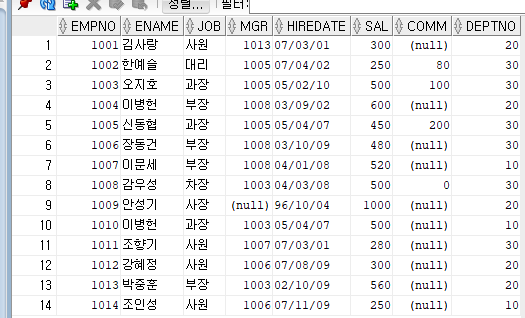 정렬... 필터:
EMPNO ENAME JOB MGR HIREDATE SAL COMM DEPTNO
1 1001 김사랑 사원 1013 07/03/01 300 (null) 20
2 1002 한예슬 대리 1005 07/04/02 250 80 30
3 1003 오지호 과장 1005 05/02/10 500 100 30
4 1004 이병헌 부장 1008 03/09/02 600 (null) 20
5 1005 신동협 과장 1005 05/04/07 450 200 30
6 1006 장동건 부장 1008 03/10/09 480 (null) 30
7 1007 이문세 부장 1008 04/01/08 520 (null) 10
8 1008 감우성 차장 1003 04/03/08 500 0 30
9 1009 안성기 사장 (null) 96/10/04 1000 (null) 20
10 1010 이병헌 과장 1003 05/04/07 500 (null) 10
11 1011 조향기 사원 1007 07/03/01 280 (null) 30
12 1012 강혜정 사원 1006 07/08/09 300 (null) 20
13 1013 박중훈 부장 1003 02/10/09 560 (null) 20
14 1014 조인성 사원 1006 07/11/09 250 (null) 10